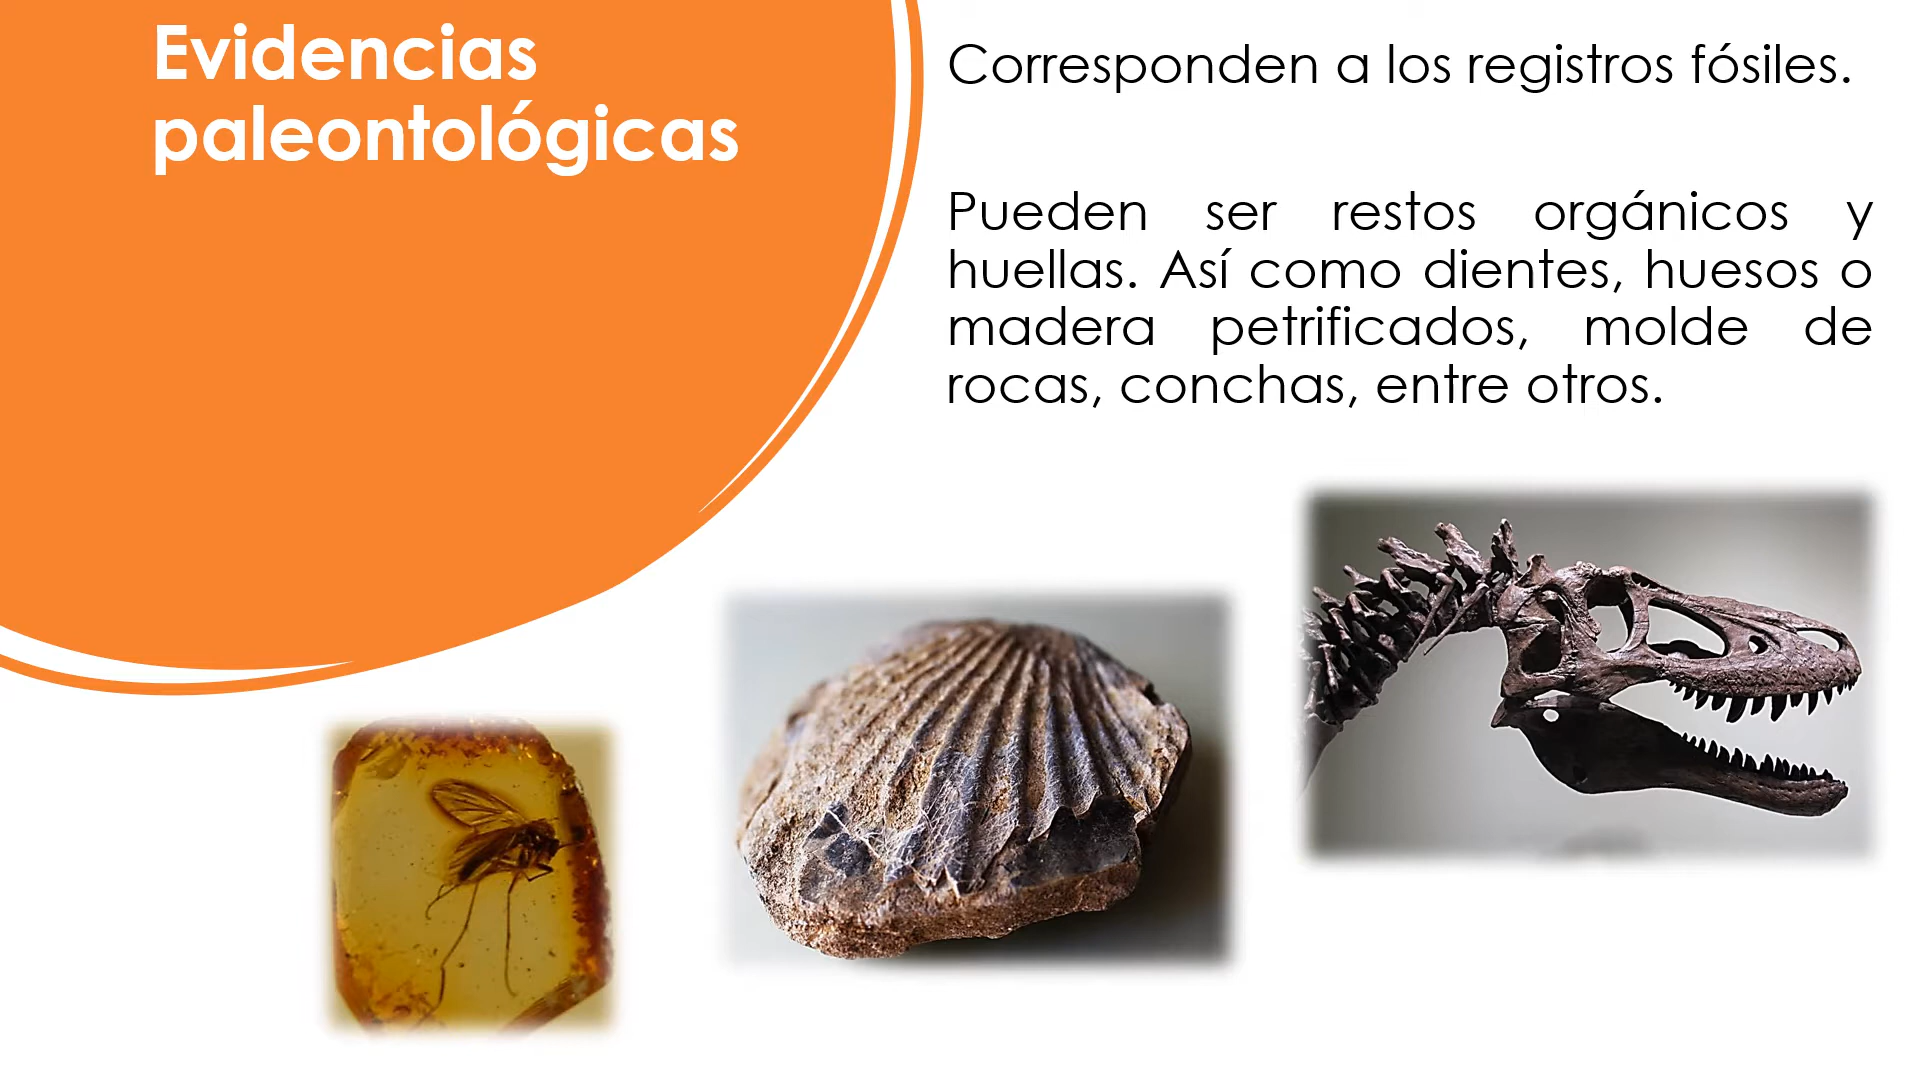 Evidencias
paleontológicas
Corresponden a los registros fósiles.
Pueden ser restos orgánicos y
huellas. Así como dientes, huesos o
madera petrificados, molde de
rocas, conchas, entre otros.